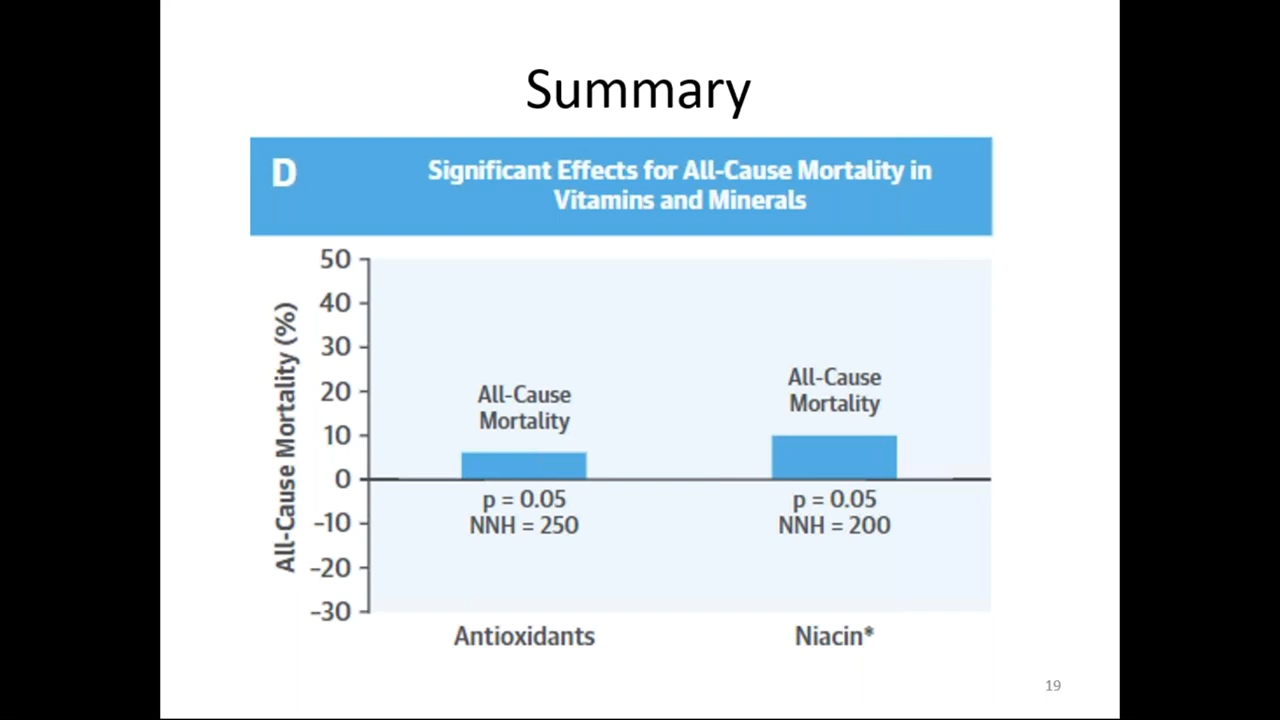 Summary
D
Significant Effects for All-Cause Mortality in
Vitamins and Minerals
All-Cause Mortality (%)
50
40
30
20
10
0
-10
-20
-30
All-Cause
Mortality
p = 0.05
NNH = 250
Antioxidants
All-Cause
Mortality
p = 0.05
NNH = 200
Niacin*
19